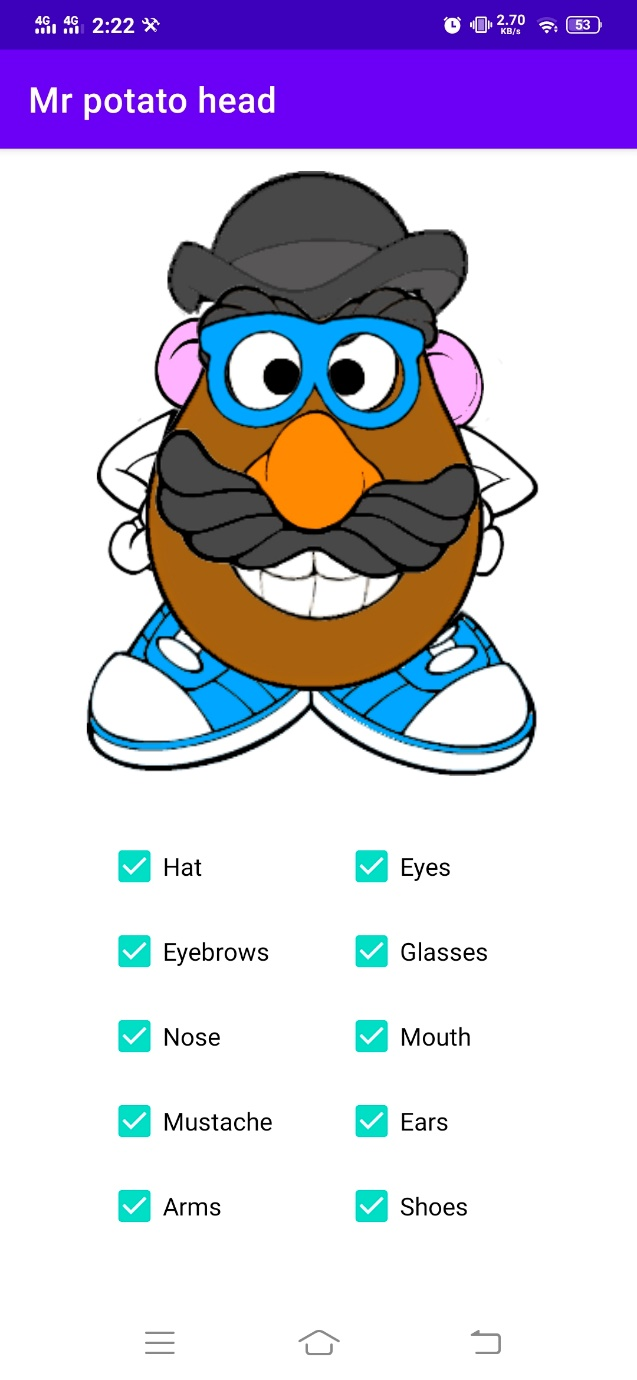 4G 4G 2:22 2.70 KB/s 53
Mr potato head
Hat Eyes
Eyebrows Glasses
Nose Mouth
Mustache Ears
Arms Shoes